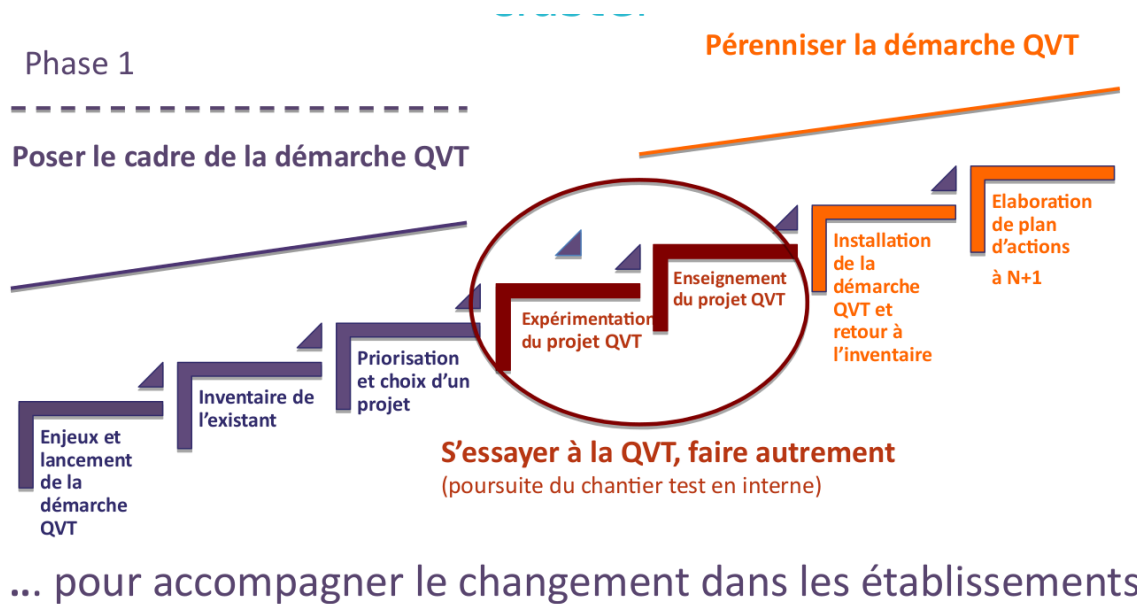 Pérenniser la démarche QVT
Phase 1
Poser le cadre de la démarche QVT
Enjeux et
lancement
de la
démarche
QVT
Inventaire de
l'existant
Priorisation
et choix d'un
projet
Expérimentation
du projet QVT
Enseignement
du projet QVT
Installation
de la
démarche
QVT et
retour à
l'inventaire
Elaboration
de plan
d'actions
à N+1
S'essayer à la QVT, faire autrement
(poursuite du chantier test en interne)
... pour accompagner le changement dans les établissements